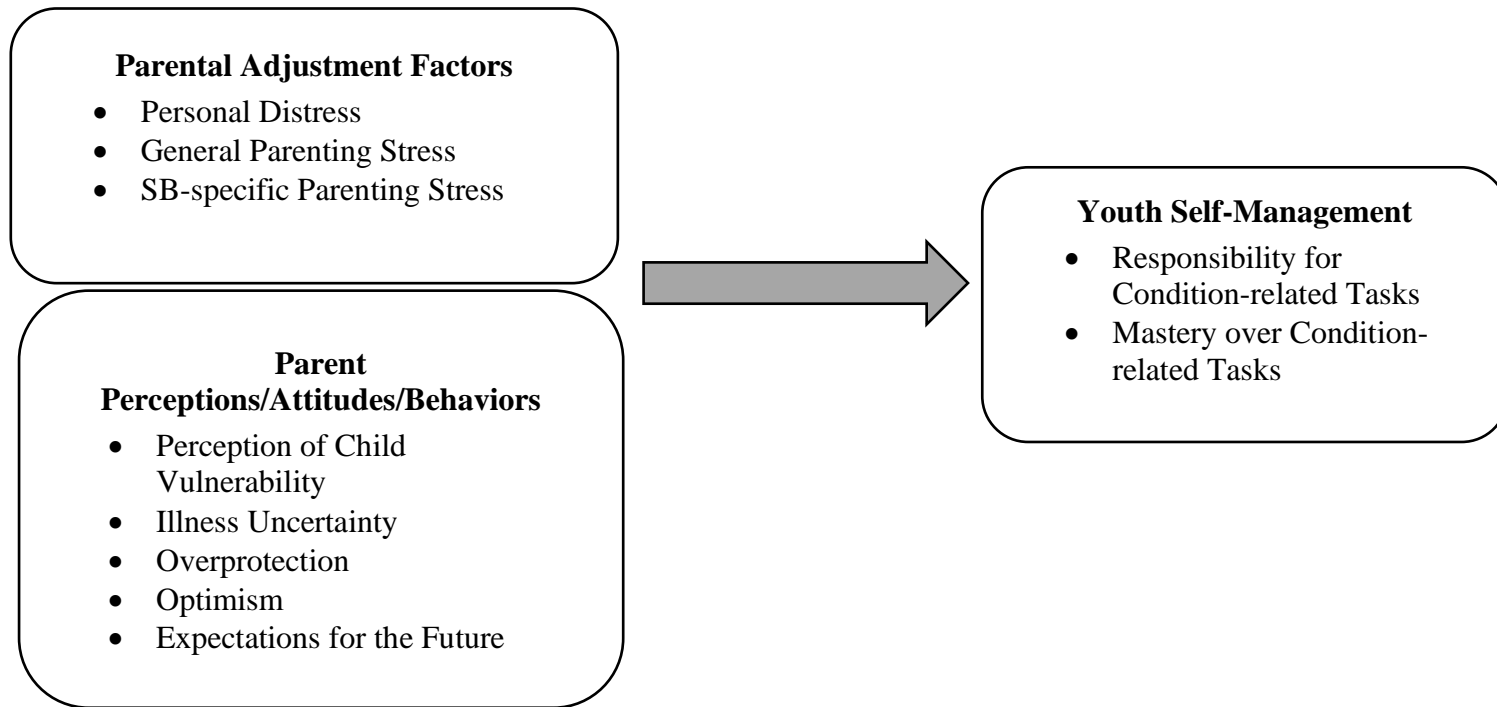 Parental Adjustment Factors
• Personal Distress
• General Parenting Stress
• SB-specific Parenting Stress
Parent
Perceptions/Attitudes/Behaviors
• Perception of Child
Vulnerability
• Illness Uncertainty
• Overprotection
• Optimism
• Expectations for the Future
Youth Self-Management
• Responsibility for
Condition-related Tasks
• Mastery over Condition-
related Tasks